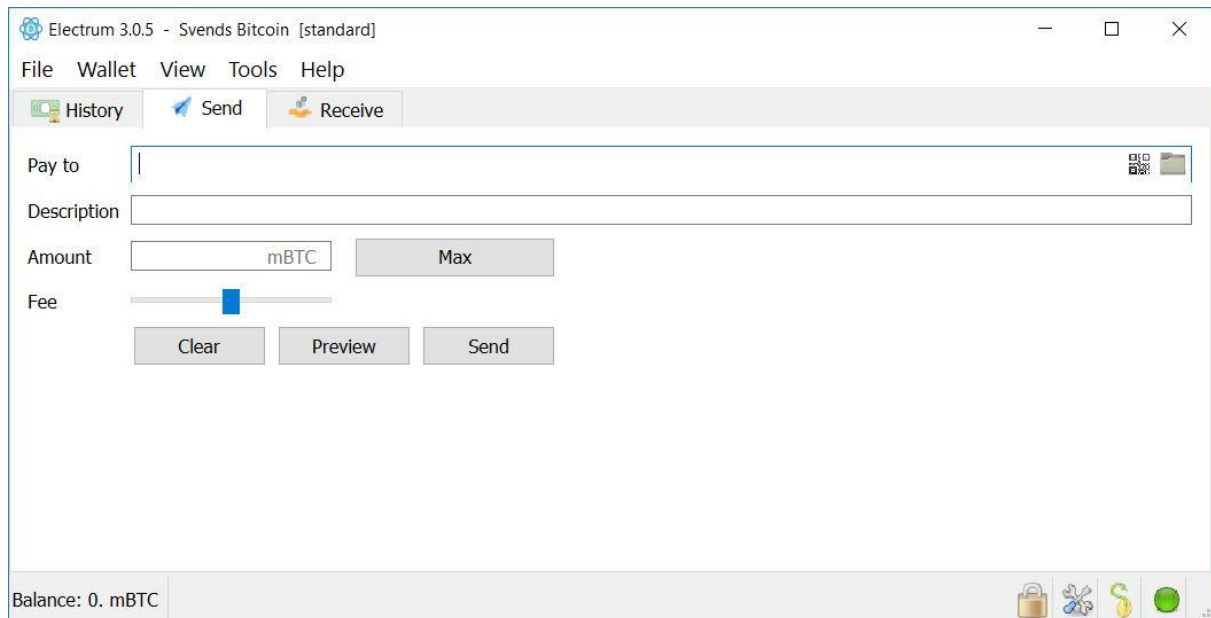 Electrum 3.0.5 - Svends Bitcoin [standard]
File Wallet View Tools Help
History Send Receive
Pay to
Description
Amount mBTC Max
Fee
Clear Preview Send
Balance: 0. mBTC